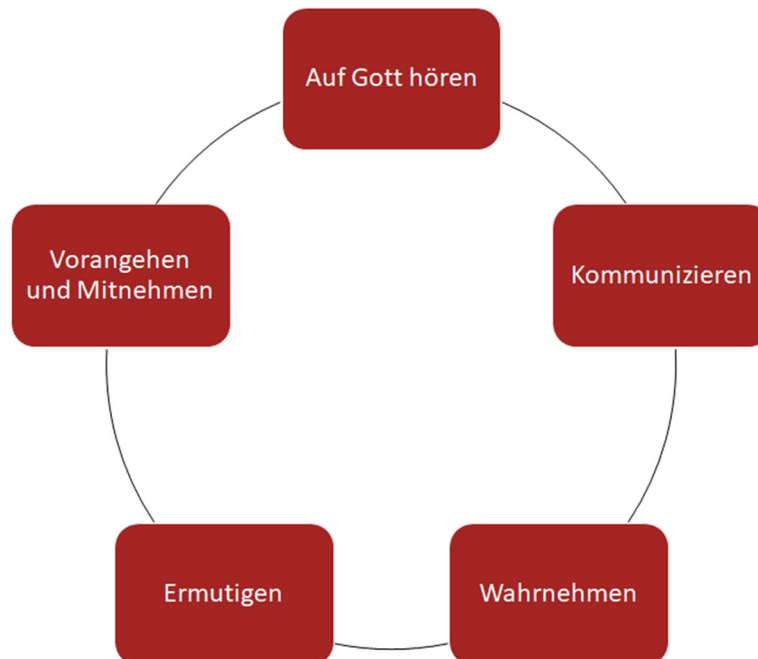 Auf Gott hören
Kommunizieren
Wahrnehmen
Ermutigen
Vorangehen
und Mitnehmen